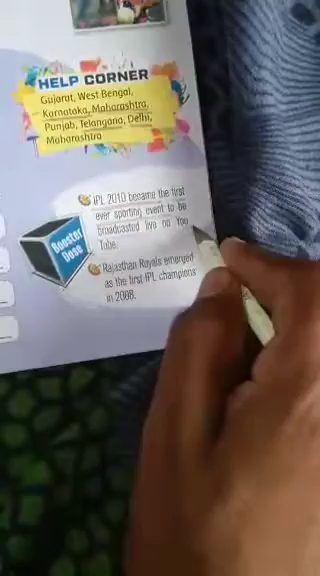 HELP CORNER
Gujarat, West Bengal,
Karnataka, Maharashtra,
Punjab, Telangana, Delhi,
Maharashtra
IPL 2010 became the first
ever sporting event to be
broadcasted live on You
Tube.
Booster
Dose
Rajasthan Royals emerged
as the first IPL champions
in 2008.